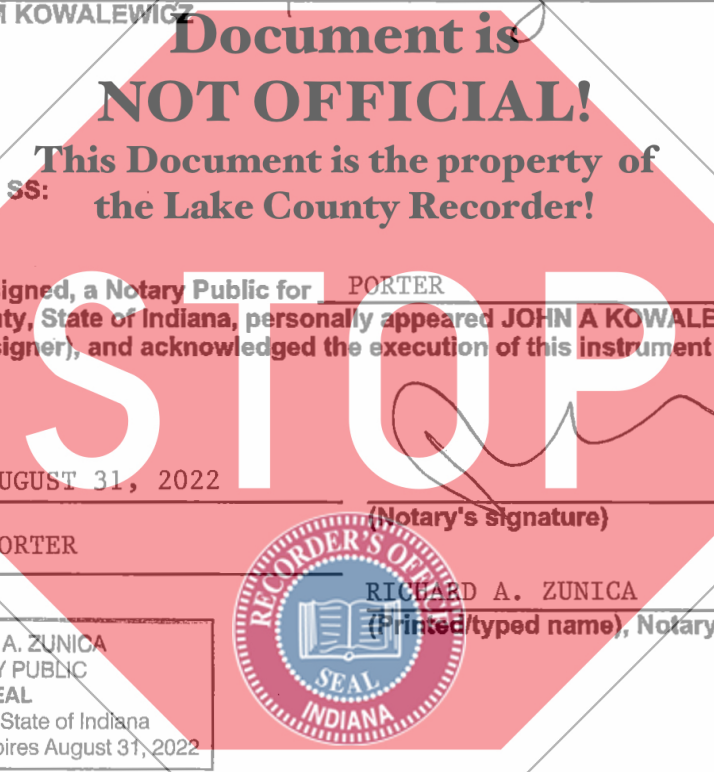 KOWALEWICZ
Document is
NOT OFFICIAL!
This Document is the property of
the Lake County Recorder!
SS:
STOP
igned, a Notary Public for PORTER
nty, State of Indiana, personally appeared JOHN A KOWALE
igner), and acknowledged the execution of this instrument
UGUST 31, 2022
(Notary's signature)
ORTER
RICHARD A. ZUNICA
(Printed/typed name), Notary
RECORDER'S OFFICE
SEAL
INDIANA
A. ZUNICA
Y PUBLIC
EAL
State of Indiana
pires August 31, 2022